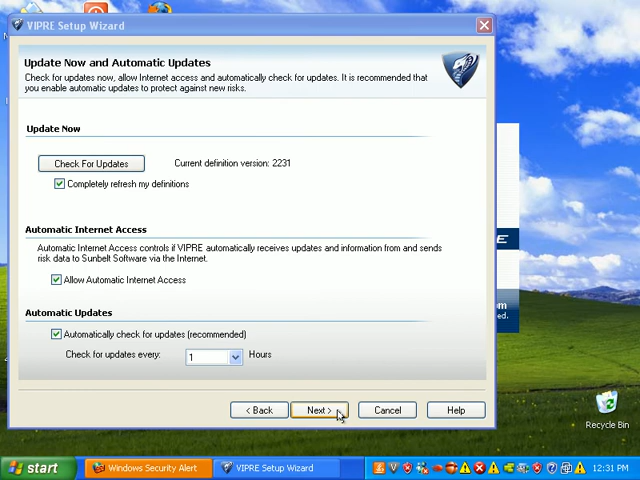 VIPRE Setup Wizard
Update Now and Automatic Updates
Check for updates now, allow Internet access and automatically check for updates. It is recommended that
you enable automatic updates to protect against new risks.
Update Now
Check For Updates
Current definition version: 2231
Completely refresh my definitions
Automatic Internet Access
Automatic Internet Access controls if VIPRE automatically receives updates and information from and sends
risk data to Sunbelt Software via the Internet.
Allow Automatic Internet Access
Automatic Updates
Automatically check for updates (recommended)
Check for updates every:
1
Hours
< Back
Next >
Cancel
Help
E
om
ed.
Recycle Bin
start
Windows Security Alert
VIPRE Setup Wizard
12:31 PM